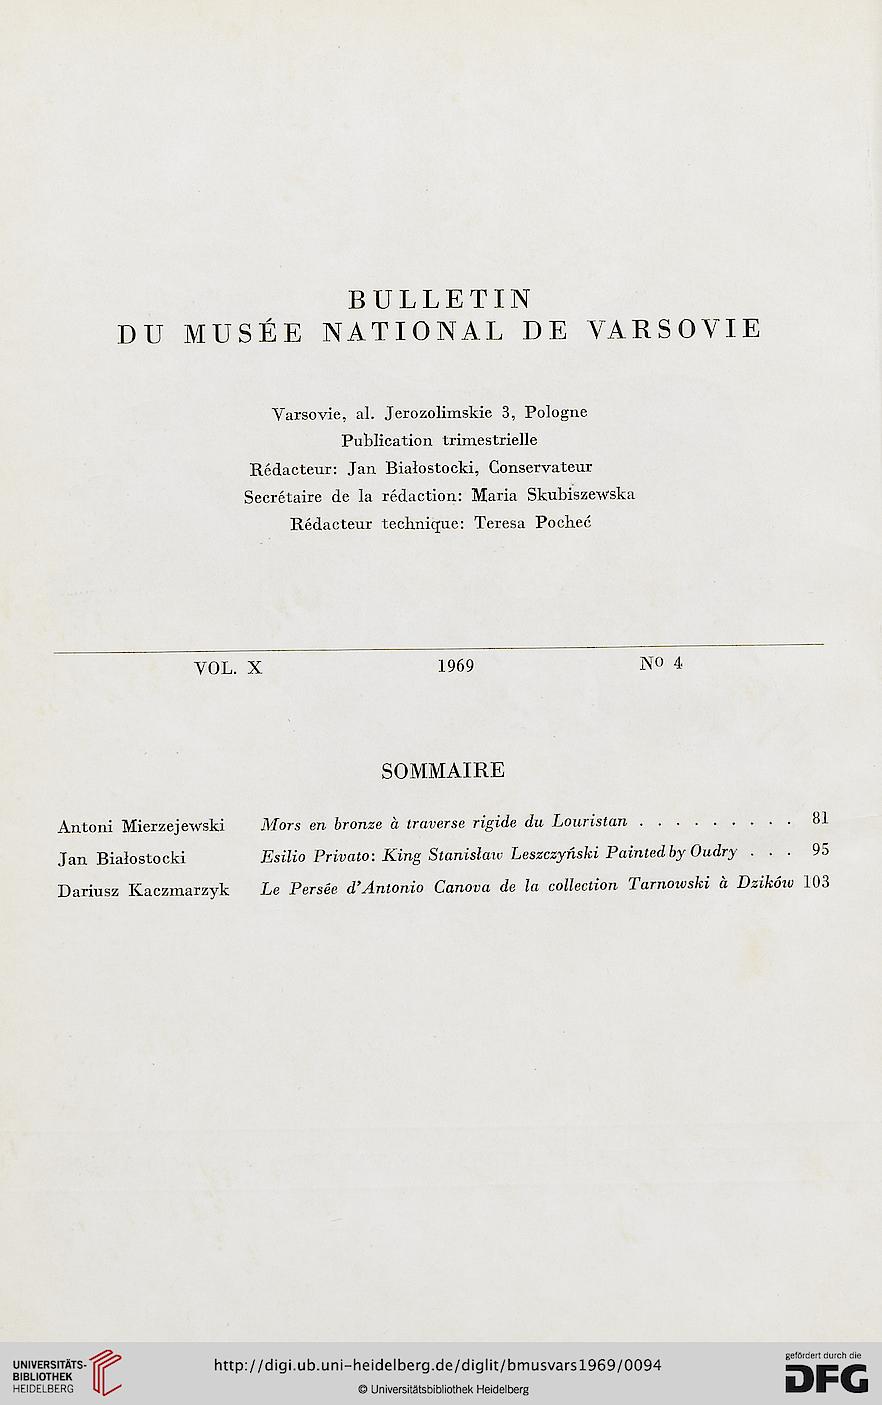 BULLETIN
DU MUSÉE NATIONAL DE VARSOVIE
Varsovie, al. Jerozolimskie 3, Pologne
Publication trimestrielle
Rédacteur: Jan Białostocki, Conservateur
Secrétaire de la rédaction: Maria Skubiszewska
Rédacteur technique: Teresa Pocheć
VOL. X 1969 Nº 4
SOMMAIRE
Antoni Mierzejewski Mors en bronze à traverse rigide du Louristan . . . . . . . . . 81
Jan Białostocki Esilio Privato: King Stanisław Leszczyński Painted by Oudry . . . 95
Dariusz Kaczmarzyk Le Persée d'Antonio Canova de la collection Tarnowski à Dzików 103
UNIVERSITÄTS-
BIBLIOTHEK
HEIDELBERG
http://digi.ub.uni-heidelberg.de/diglit/bmusvars1969/0094
© Universitätsbibliothek Heidelberg
gefördert durch die
DFG